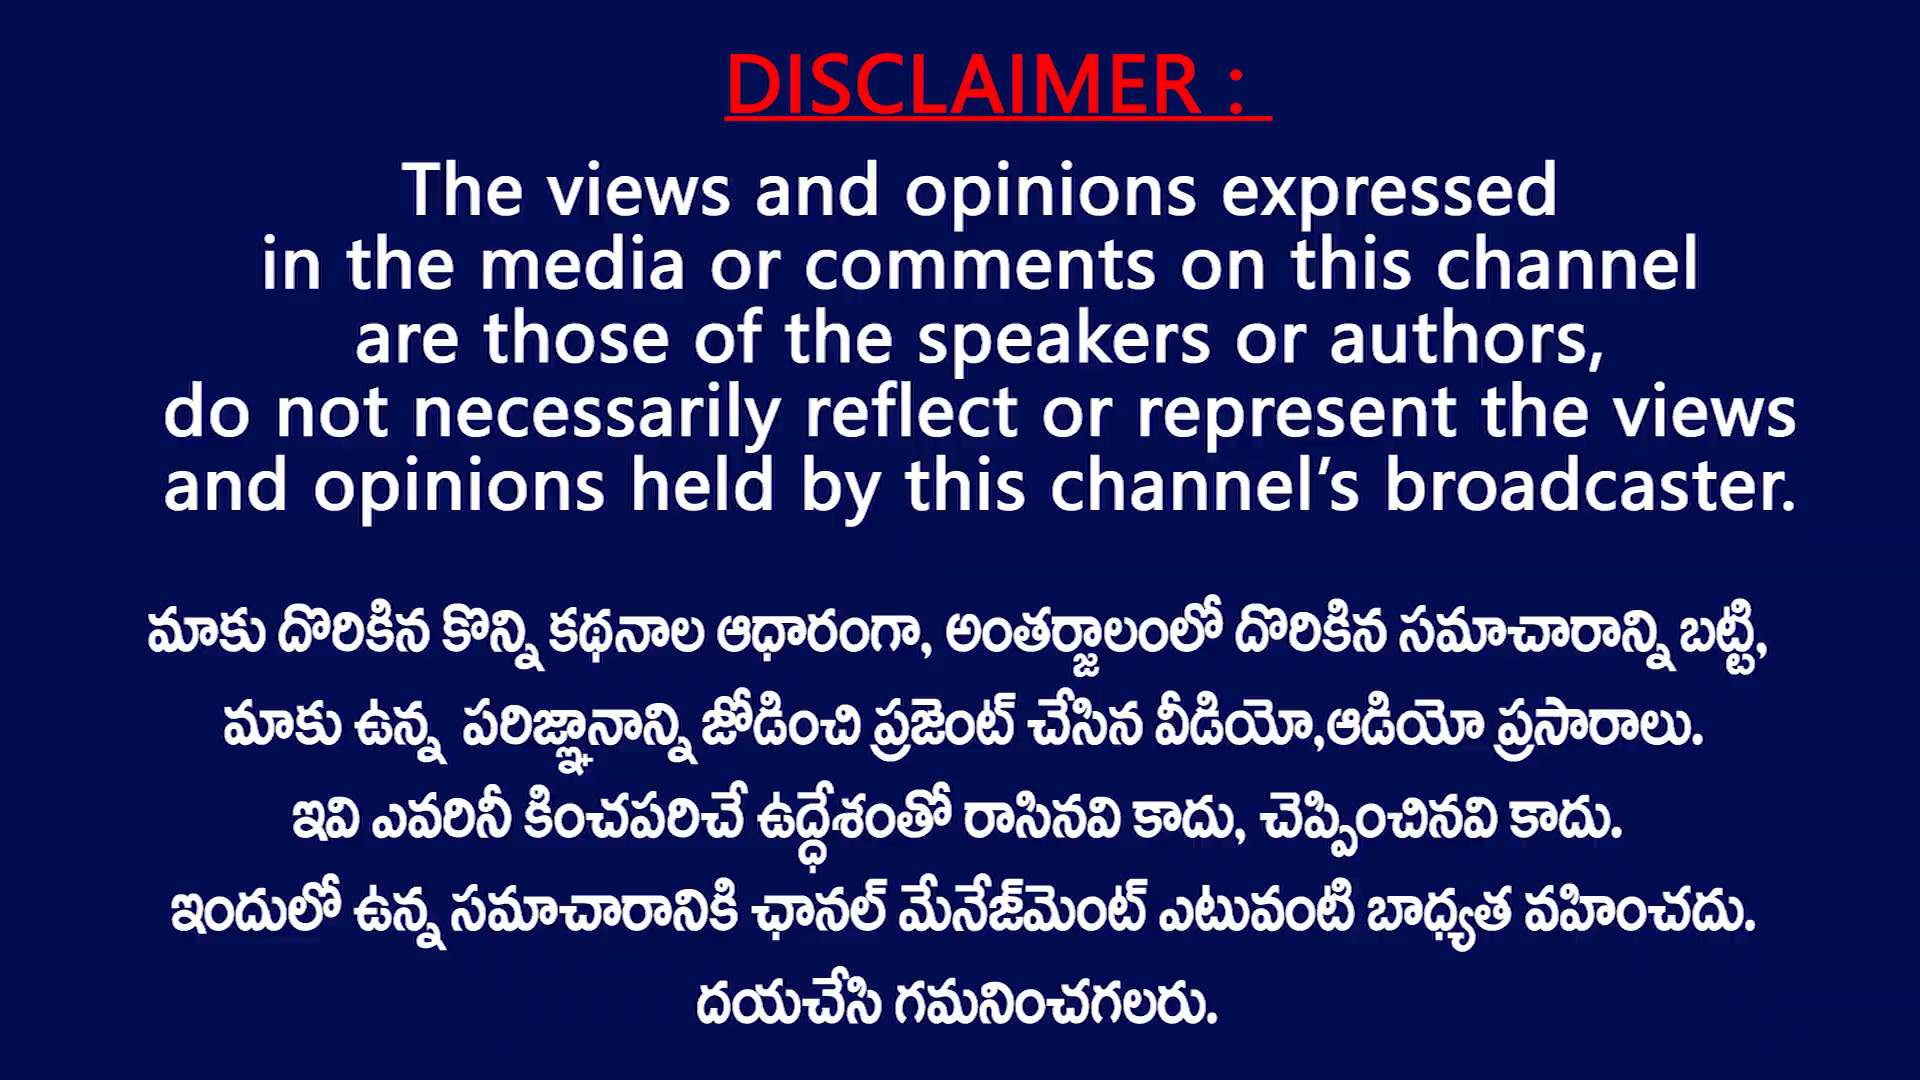 DISCLAIMER :
The views and opinions expressed
in the media or comments on this channel
are those of the speakers or authors,
do not necessarily reflect or represent the views
and opinions held by this channel’s broadcaster.
మాకు దొరికిన కొన్ని కథనాల ఆధారంగా, అంతర్జాలంలో దొరికిన సమాచారాన్ని బట్టి,
మాకు ఉన్న పరిజ్ఞానాన్ని జోడించి ప్రజెంట్ చేసిన వీడియో,ఆడియో ప్రసారాలు.
ఇవి ఎవరినీ కించపరిచే ఉద్ధేశంతో రాసినవి కాదు, చెప్పించినవి కాదు.
ఇందులో ఉన్న సమాచారానికి ఛానల్ మేనేజ్‌మెంట్ ఎటువంటి బాధ్యత వహించదు.
దయచేసి గమనించగలరు.